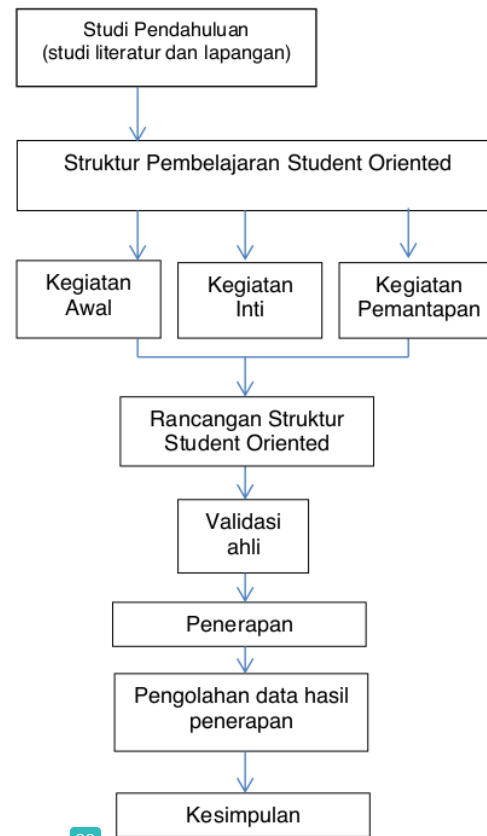 Studi Pendahuluan
(studi literatur dan lapangan)
Struktur Pembelajaran Student Oriented
Kegiatan
Awal
Kegiatan
Inti
Kegiatan
Pemantapan
Rancangan Struktur
Student Oriented
Validasi
ahli
Penerapan
Pengolahan data hasil
penerapan
Kesimpulan